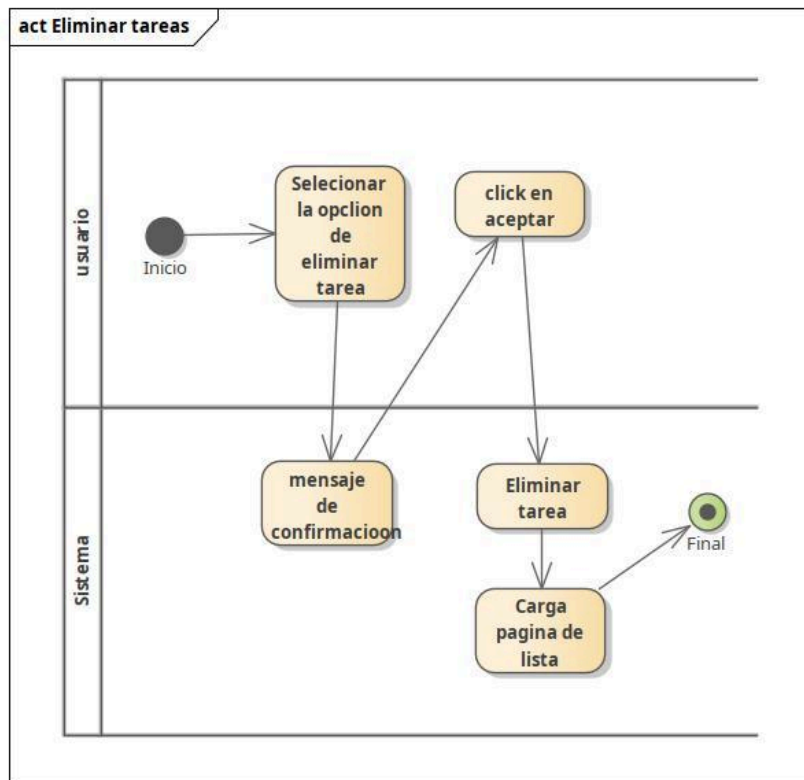 act Eliminar tareas
usuario
Inicio
Selecionar
la opclion
de
eliminar
tarea
click en
aceptar
Sistema
mensaje
de
confirmacioon
Eliminar
tarea
Final
Carga
pagina de
lista